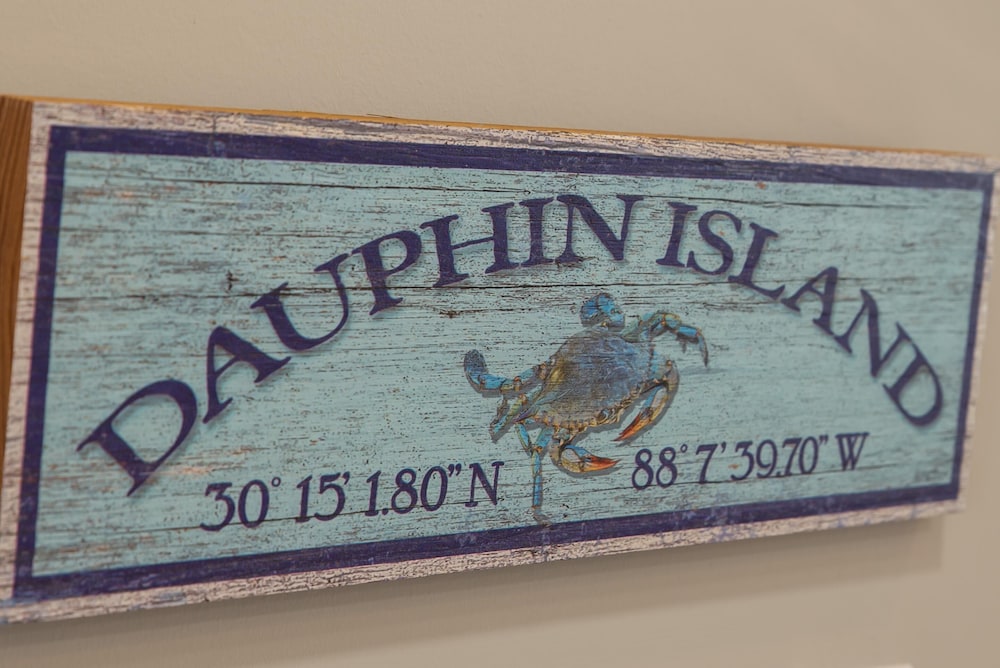 DAUPHIN ISLAND
30° 15' 1.80" N 88° 7' 39.70" W